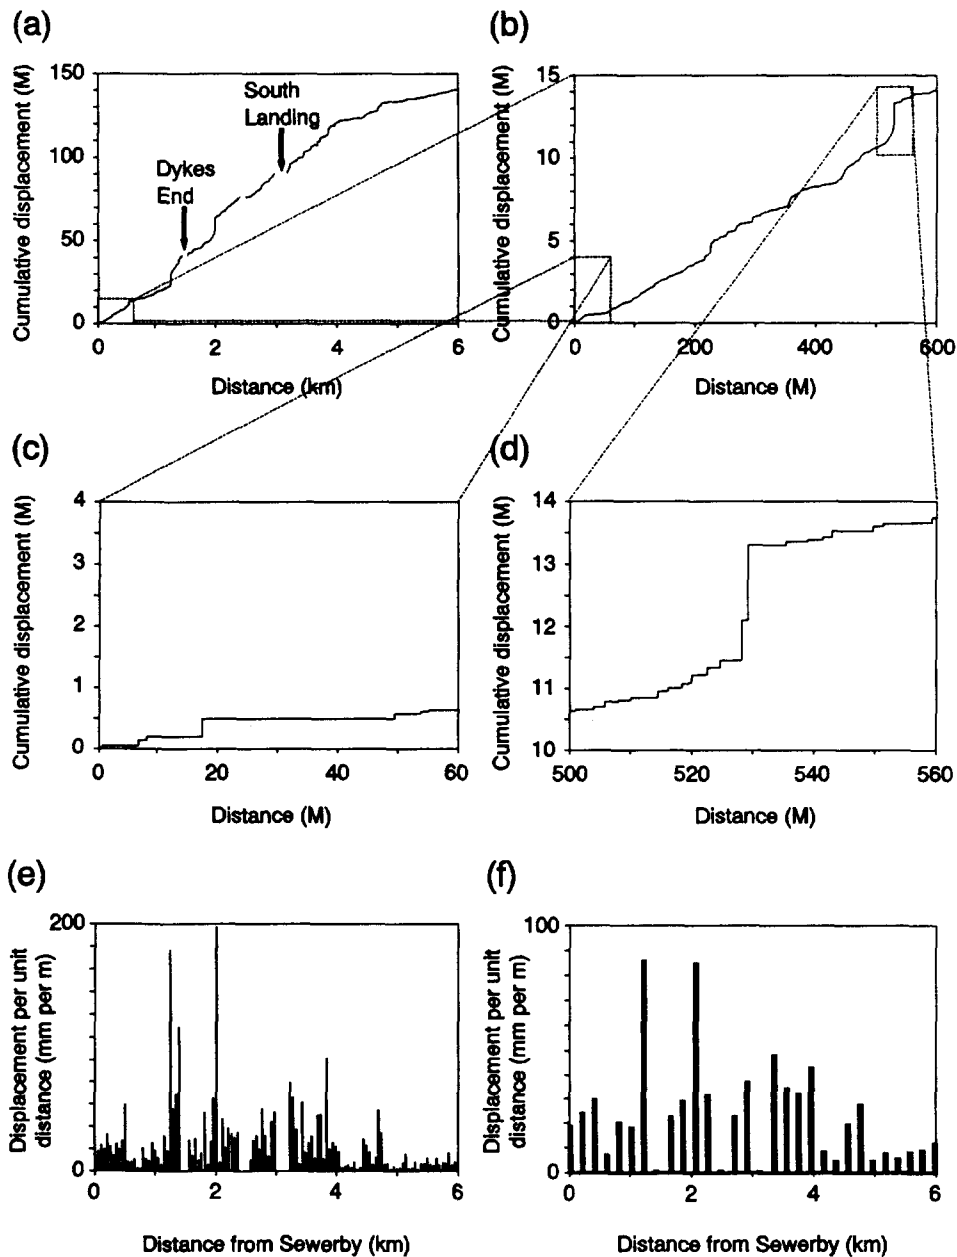 (a)
150
100
50
0
Cumulative displacement (M)
South
Landing
Dykes
End
0 2 4 6
Distance (km)
(b)
15
10
5
0
Cumulative displacement (M)
0 200 400 600
Distance (M)
(c)
4
3
2
1
0
Cumulative displacement (M)
0 20 40 60
Distance (M)
(d)
14
13
12
11
10
Cumulative displacement (M)
500 520 540 560
Distance (M)
(e)
200
0
Displacement per unit
distance (mm per m)
0 2 4 6
Distance from Sewerby (km)
(f)
100
0
Displacement per unit
distance (mm per m)
0 2 4 6
Distance from Sewerby (km)